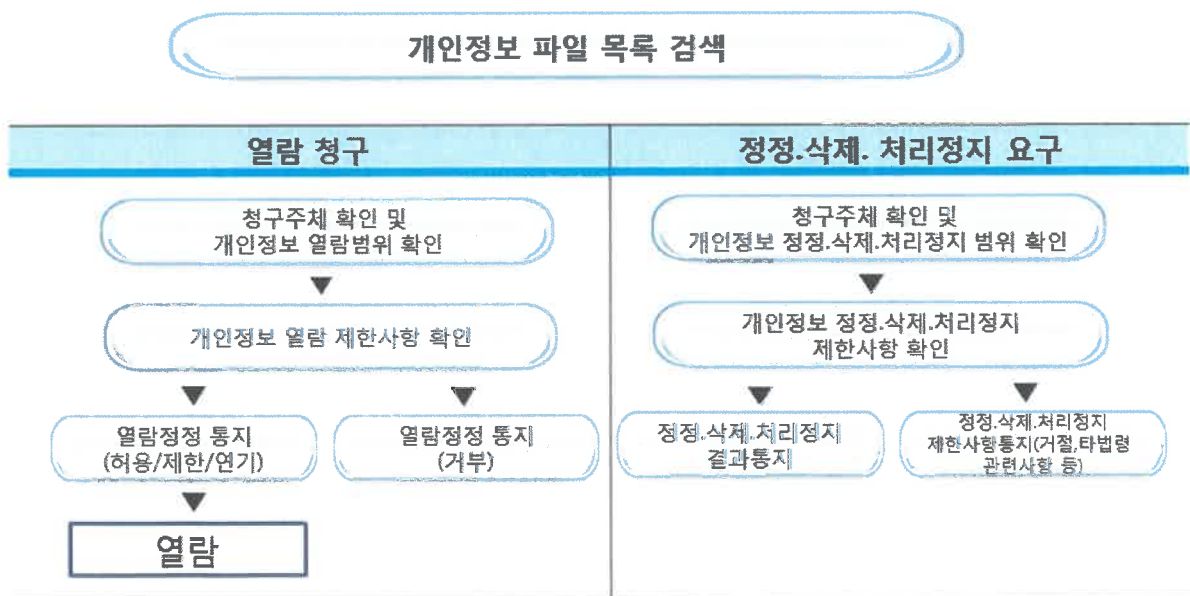 개인정보 파일 목록 검색
열람 청구
청구주체 확인 및
개인정보 열람범위 확인
개인정보 열람 제한사항 확인
열람정정 통지
(허용/제한/연기)
열람정정 통지
(거부)
열람
정정.삭제. 처리정지 요구
청구주체 확인 및
개인정보 정정.삭제.처리정지 범위 확인
개인정보 정정.삭제.처리정지
제한사항 확인
정정.삭제.처리정지
결과통지
정정.삭제.처리정지
제한사항통지(거절,타법령
관련사항 등)